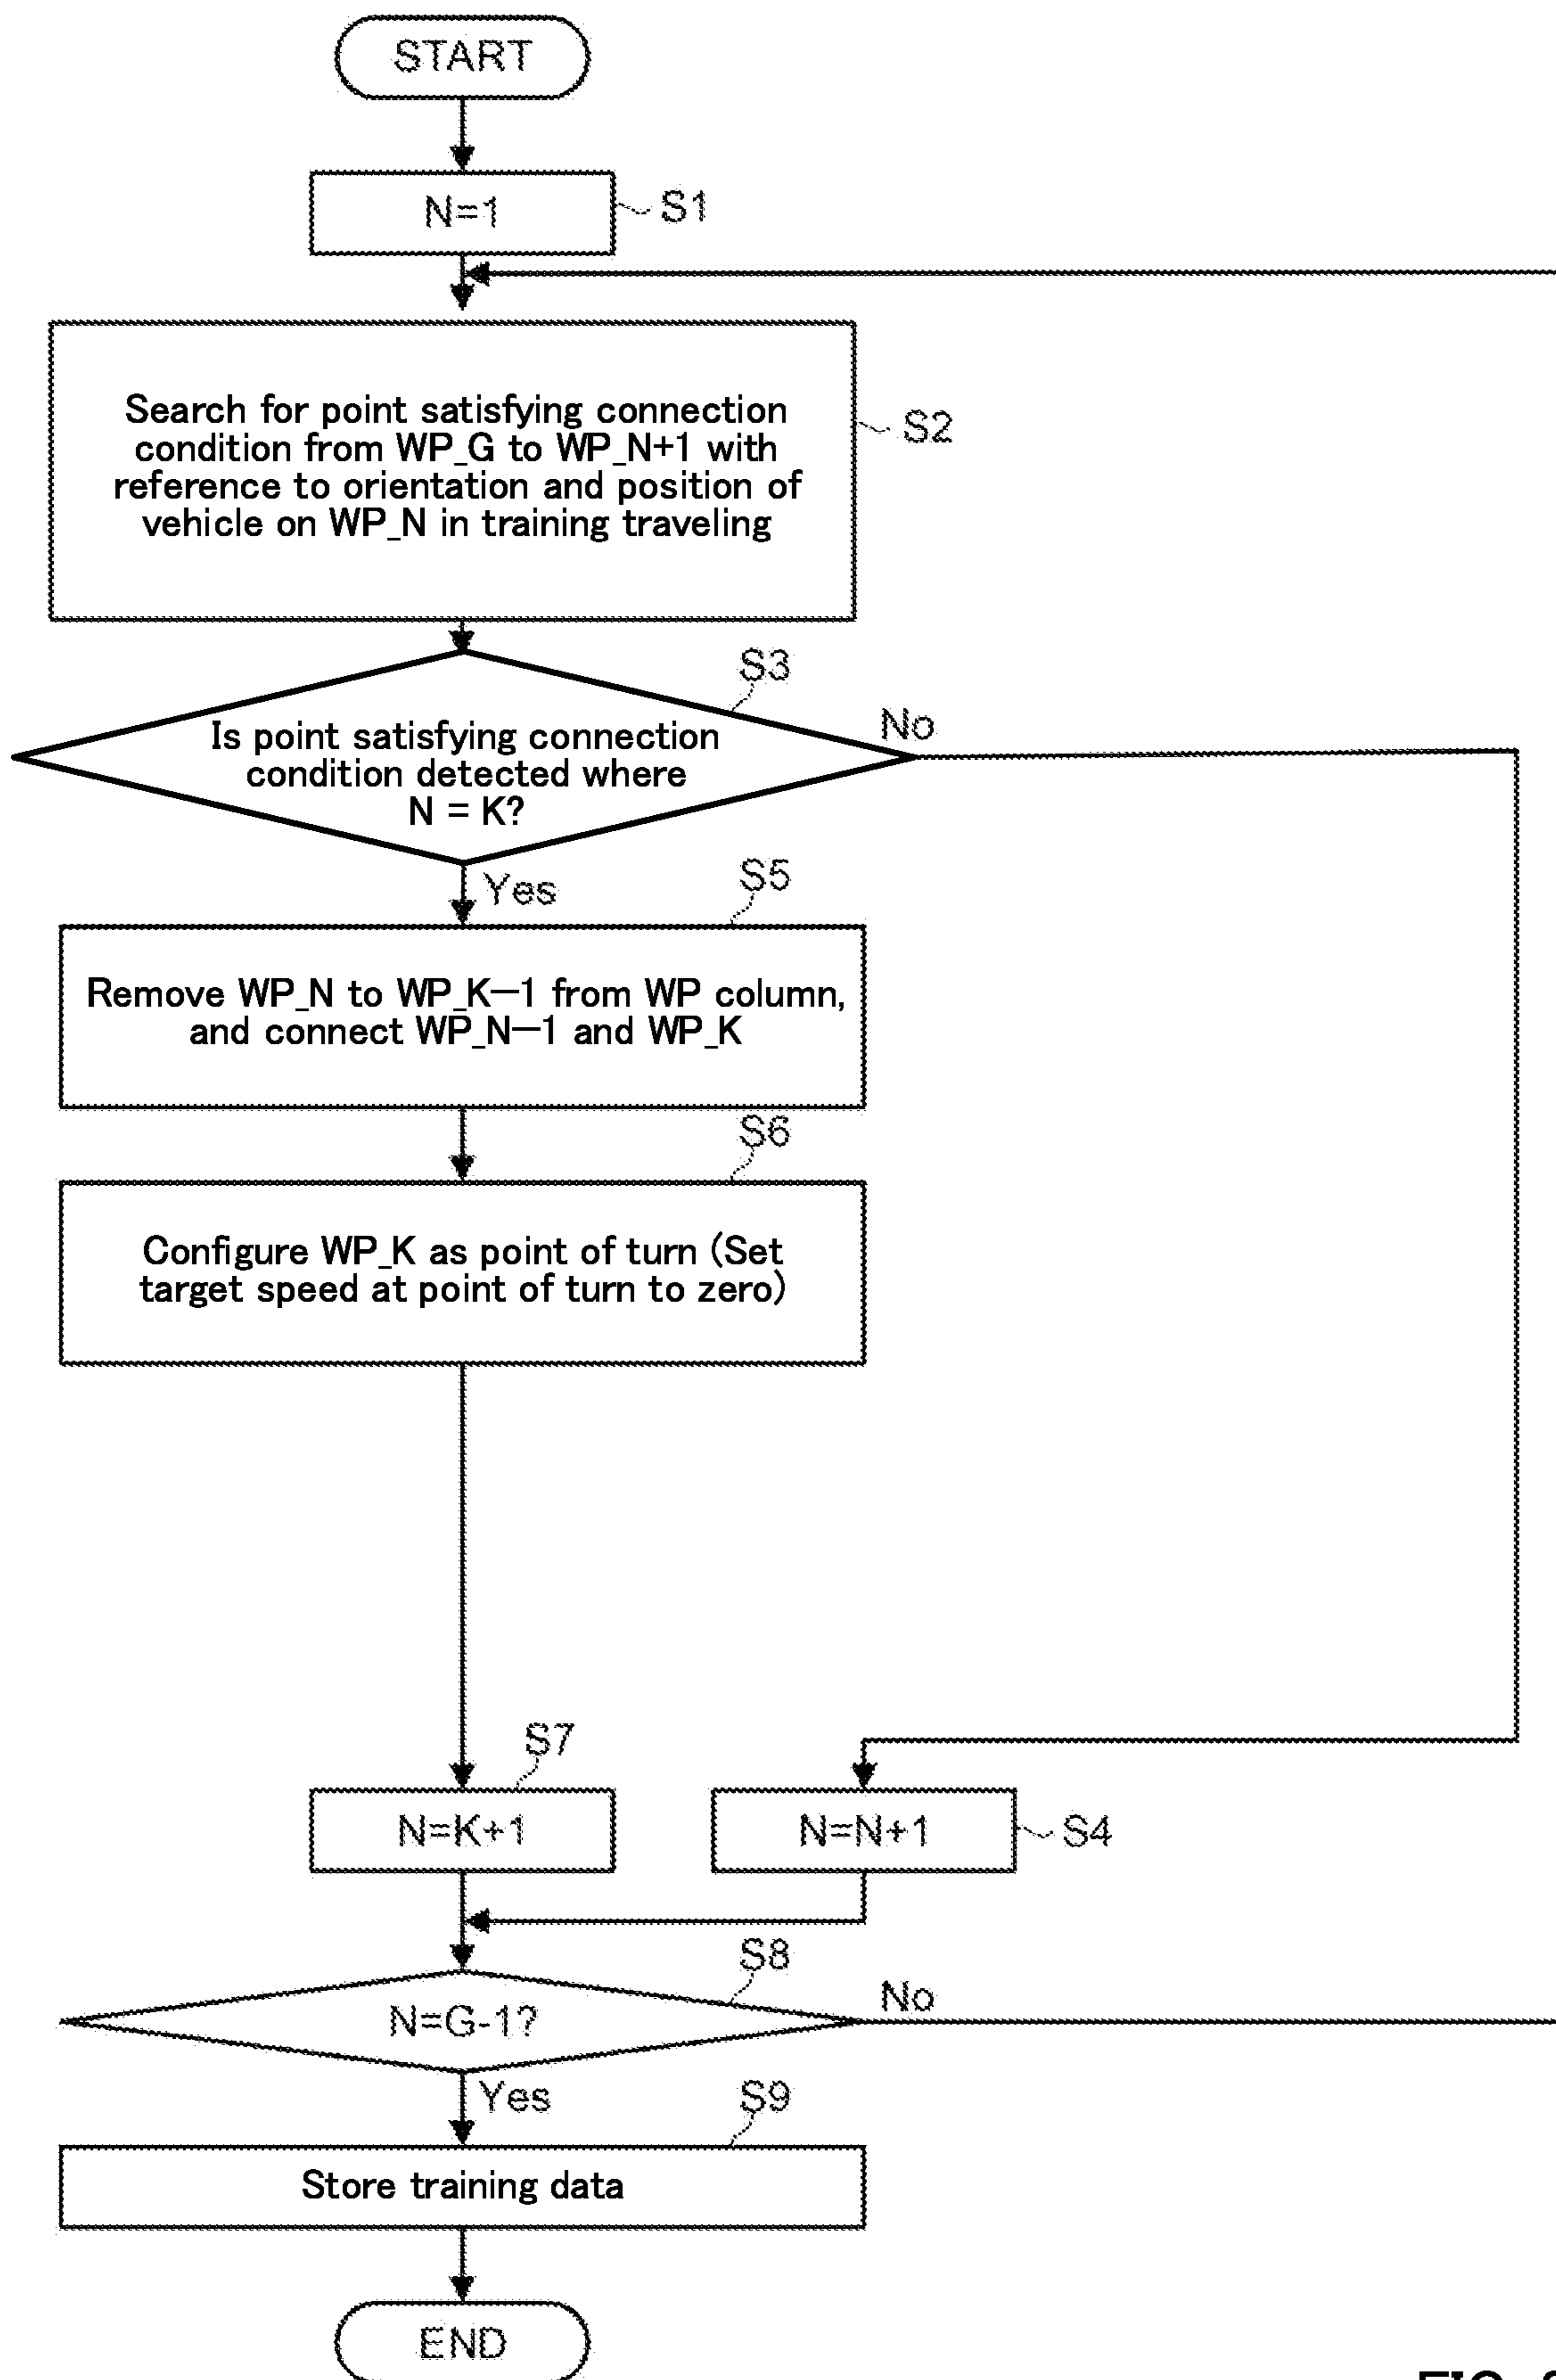 START
N=1
S1
Search for point satisfying connection
condition from WP_G to WP_N+1 with
reference to orientation and position of
vehicle on WP_N in training traveling
S2
S3
Is point satisfying connection
condition detected where
N = K?
No
Yes
S5
Remove WP_N to WP_K−1 from WP column,
and connect WP_N−1 and WP_K
S6
Configure WP_K as point of turn (Set
target speed at point of turn to zero)
S7
N=K+1
N=N+1
S4
S8
N=G-1?
No
Yes
S9
Store training data
END